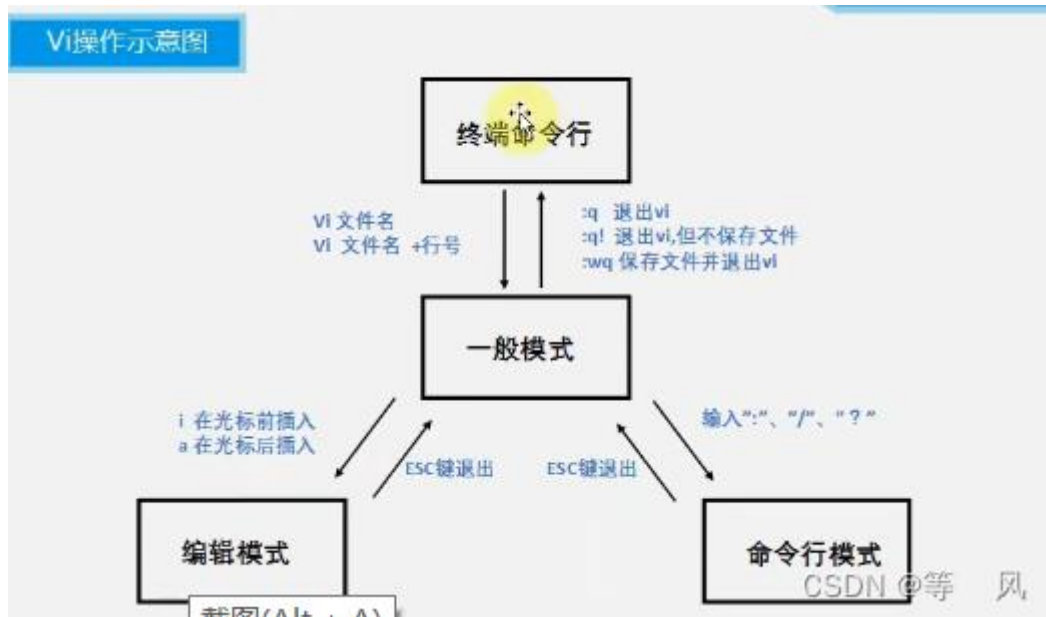 Vi操作示意图
终端命令行
Vi 文件名
Vi 文件名 +行号
:q 退出vi
:q! 退出vi,但不保存文件
:wq 保存文件并退出vi
一般模式
i 在光标前插入
a 在光标后插入
ESC键退出
ESC键退出
输入":"、"/"、"？"
编辑模式
命令行模式
CSDN @等 风
截图(Alt + A)